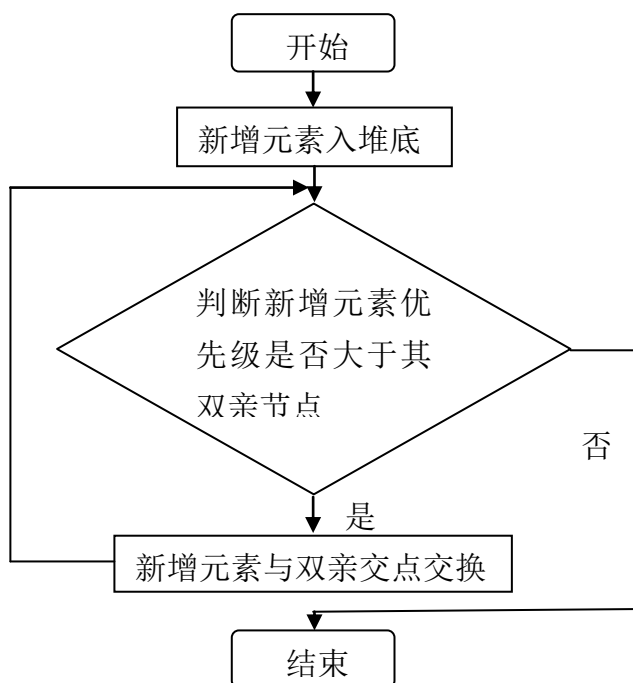 开始
新增元素入堆底
判断新增元素优
先级是否大于其
双亲节点
否
是
新增元素与双亲交点交换
结束